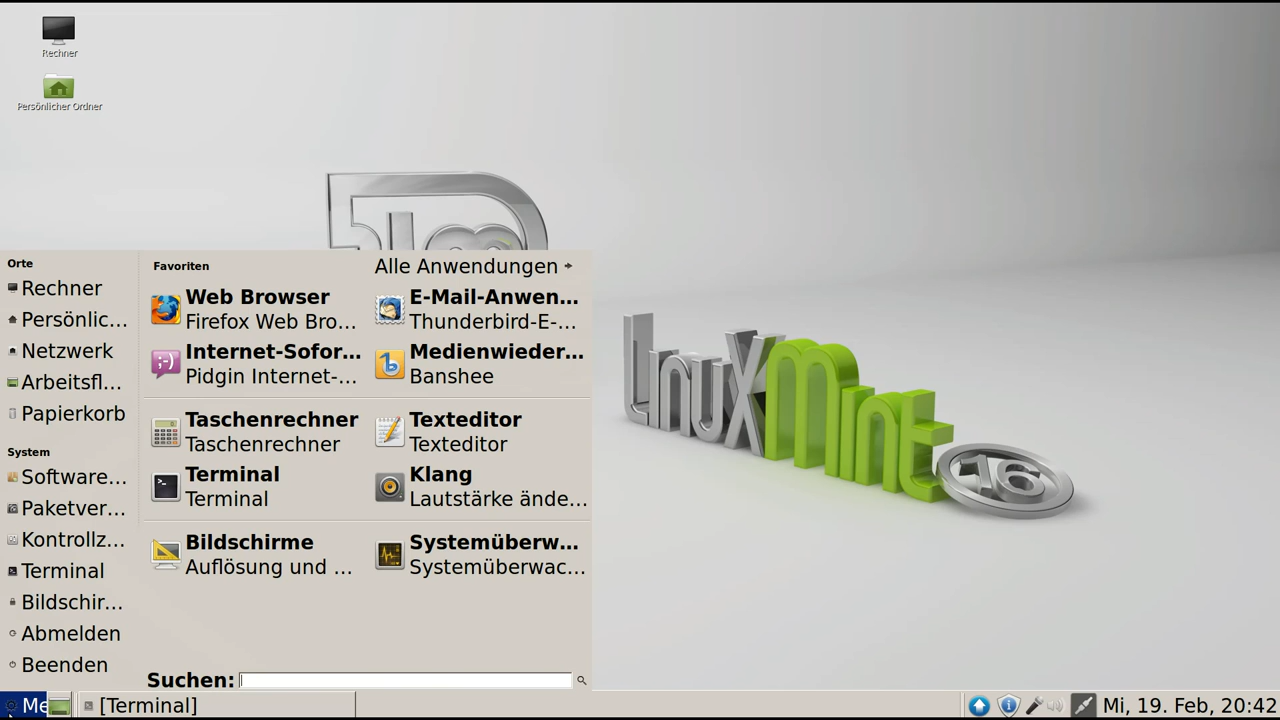 Rechner
Persönlicher Ordner
Orte
Rechner
Persönlic...
Netzwerk
Arbeitsfl...
Papierkorb
System
Software...
Paketver...
Kontrollz...
Terminal
Bildschir...
Abmelden
Beenden
Favoriten
Alle Anwendungen
Web Browser
Firefox Web Bro...
E-Mail-Anwen...
Thunderbird-E-...
Internet-Sofor...
Pidgin Internet-...
Medienwieder...
Banshee
Taschenrechner
Taschenrechner
Texteditor
Texteditor
Terminal
Terminal
Klang
Lautstärke ände...
Bildschirme
Auflösung und ...
Systemüberw...
Systemüberwac...
Suchen:
LinuxMint
16
Me
[Terminal]
Mi, 19. Feb, 20:42